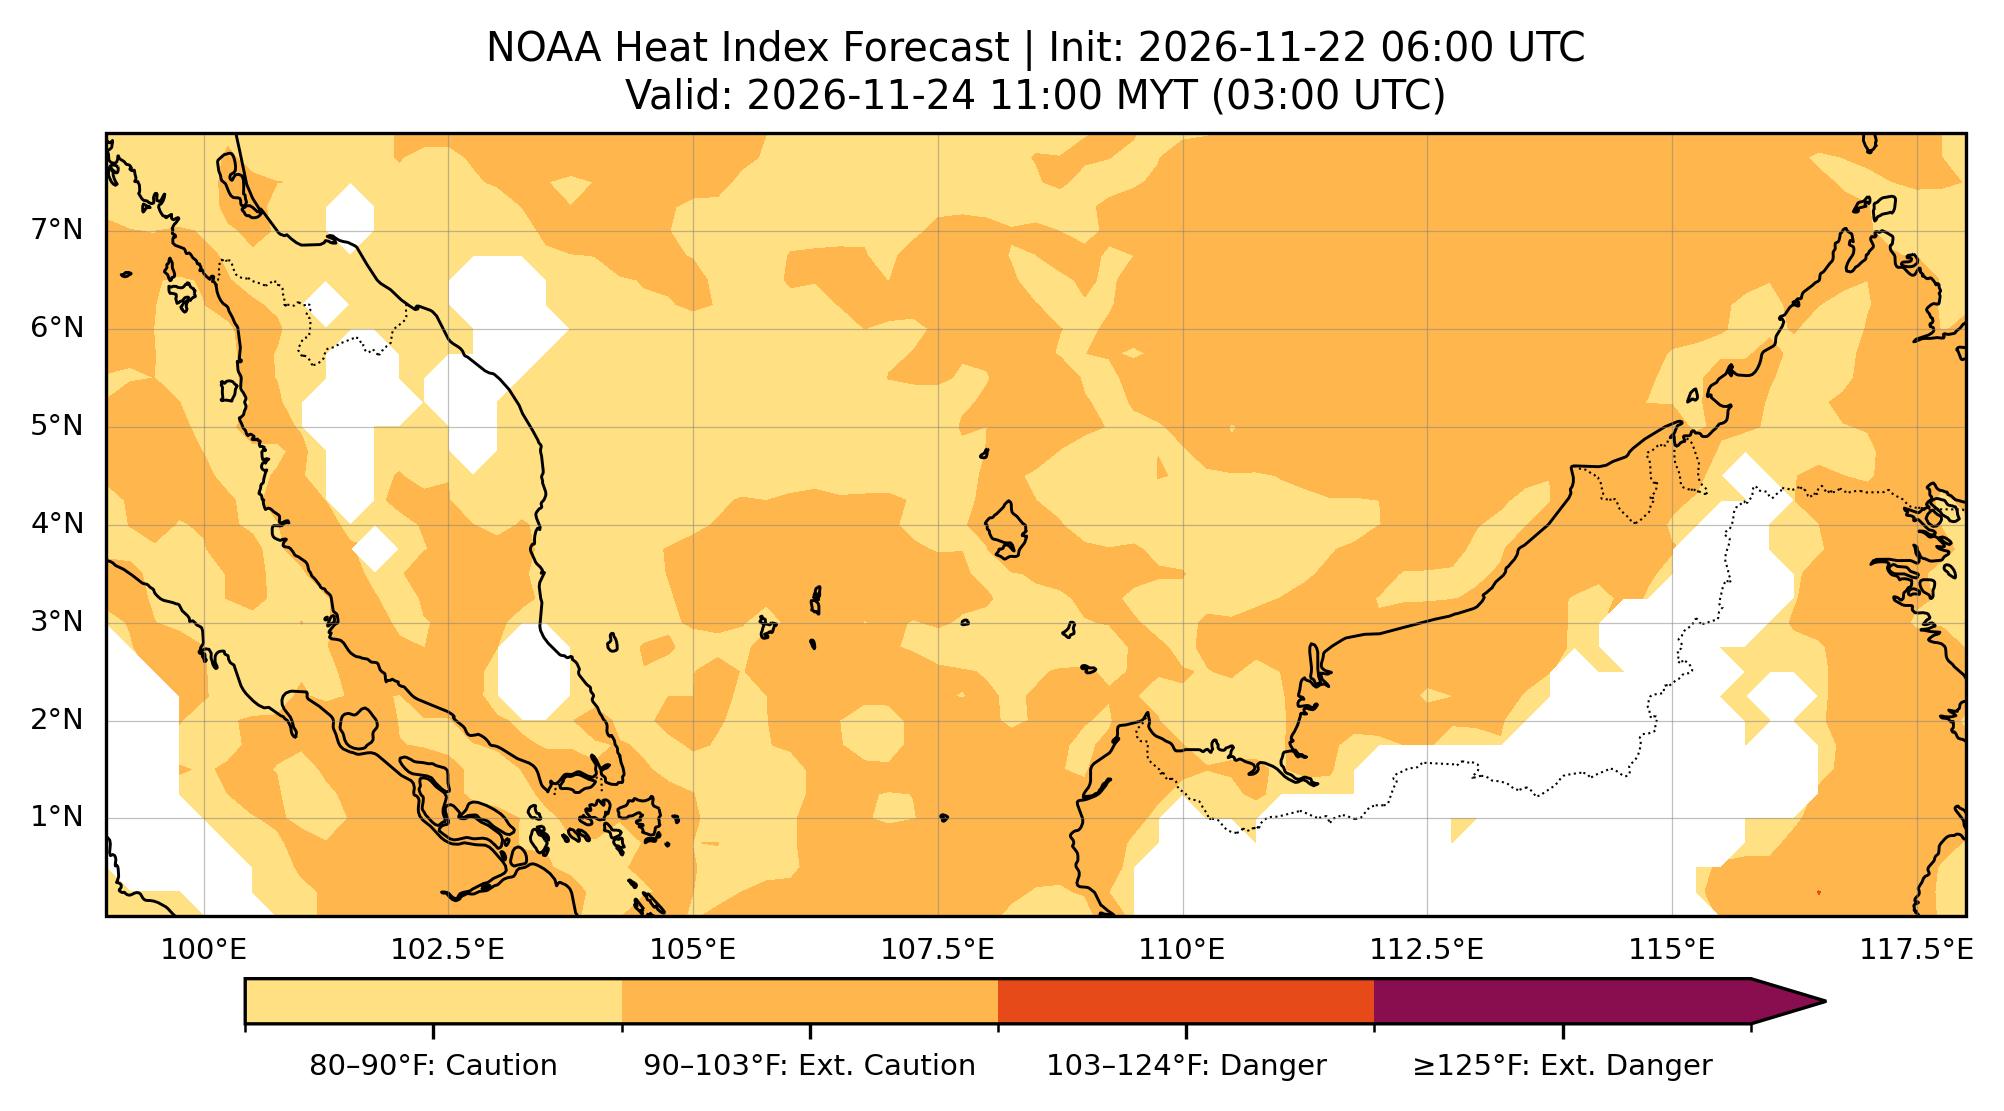 NOAA Heat Index Forecast | Init: 2026-11-22 06:00 UTC
Valid: 2026-11-24 11:00 MYT (03:00 UTC)
7°N
6°N
5°N
4°N
3°N
2°N
1°N
100°E 102.5°E 105°E 107.5°E 110°E 112.5°E 115°E 117.5°E
80–90°F: Caution 90–103°F: Ext. Caution 103–124°F: Danger ≥125°F: Ext. Danger